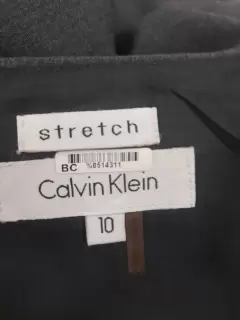 stretch
BC %8514311
Calvin Klein
10